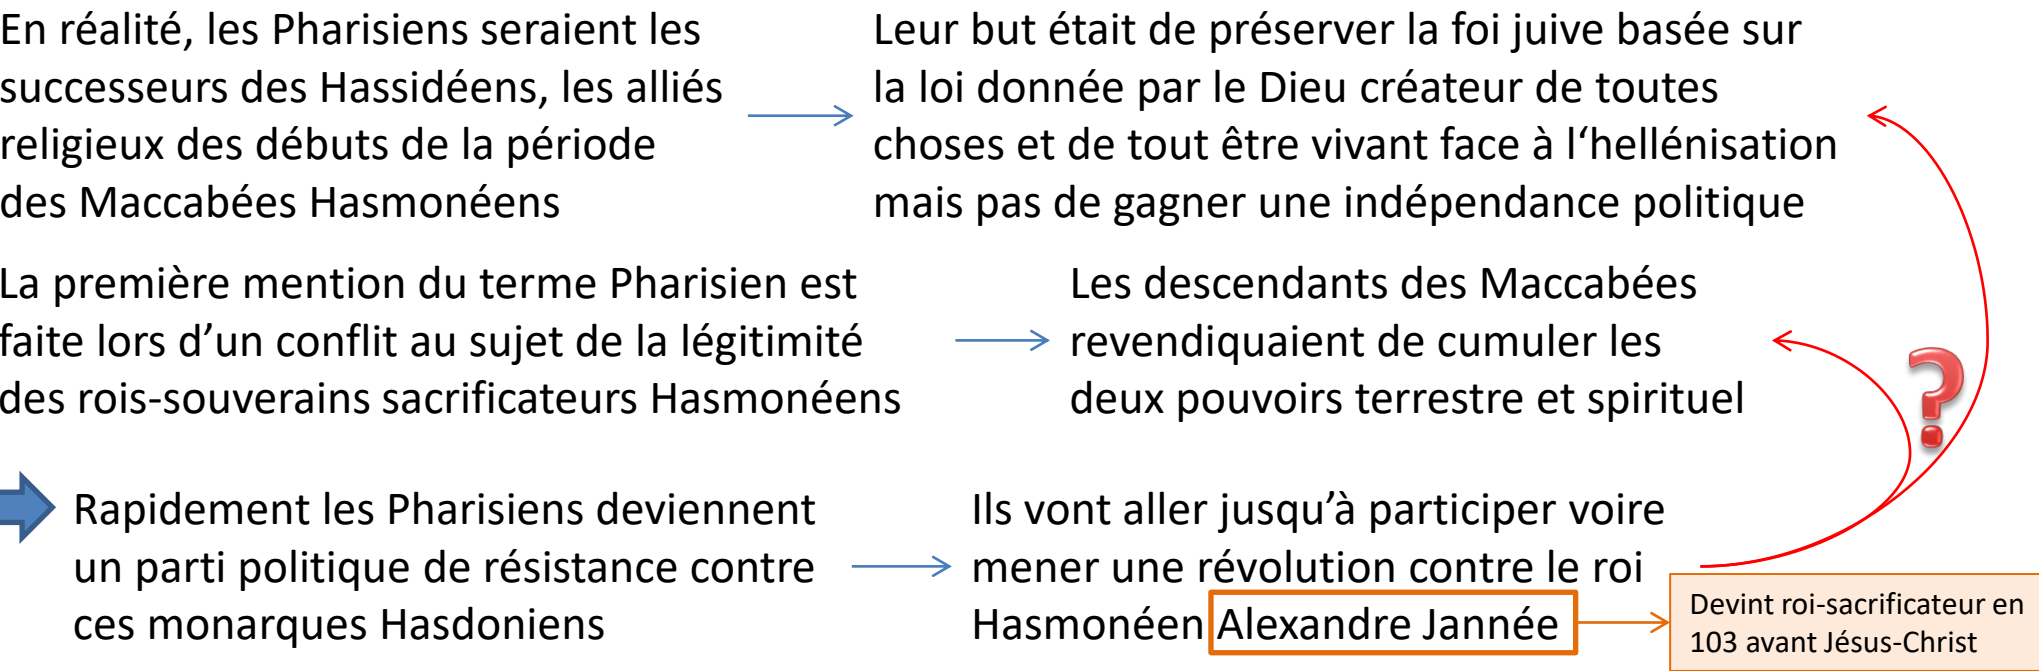 En réalité, les Pharisiens seraient les
successeurs des Hassidéens, les alliés
religieux des débuts de la période
des Maccabées Hasmonéens
Leur but était de préserver la foi juive basée sur
la loi donnée par le Dieu créateur de toutes
choses et de tout être vivant face à l‘hellénisation
mais pas de gagner une indépendance politique
La première mention du terme Pharisien est
faite lors d’un conflit au sujet de la légitimité
des rois-souverains sacrificateurs Hasmonéens
Les descendants des Maccabées
revendiquaient de cumuler les
deux pouvoirs terrestre et spirituel
?
Rapidement les Pharisiens deviennent
un parti politique de résistance contre
ces monarques Hasdoniens
Ils vont aller jusqu’à participer voire
mener une révolution contre le roi
Hasmonéen Alexandre Jannée
Devint roi-sacrificateur en
103 avant Jésus-Christ